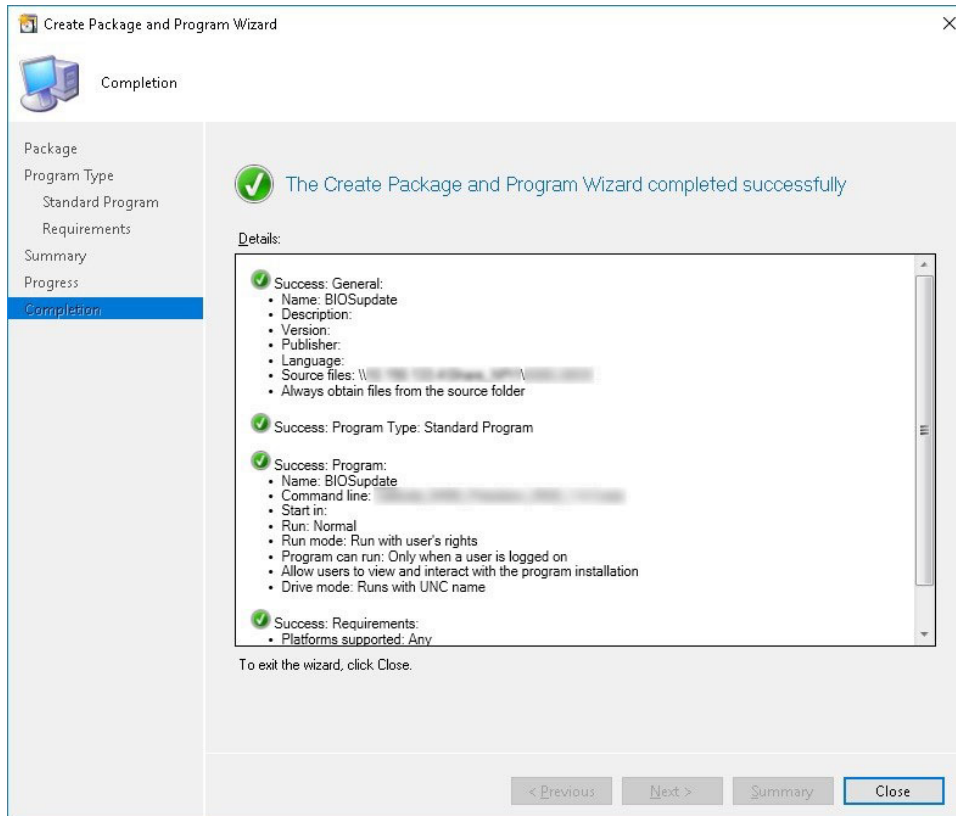 Create Package and Program Wizard
Completion
Package
Program Type
Standard Program
Requirements
Summary
Progress
Completion
The Create Package and Program Wizard completed successfully
Details:
Success: General:
• Name: BIOSupdate
• Description:
• Version:
• Publisher:
• Language:
• Source files: \\
• Always obtain files from the source folder
Success: Program Type: Standard Program
Success: Program:
• Name: BIOSupdate
• Command line:
• Start in:
• Run: Normal
• Run mode: Run with user's rights
• Program can run: Only when a user is logged on
• Allow users to view and interact with the program installation
• Drive mode: Runs with UNC name
Success: Requirements:
• Platforms supported: Any
To exit the wizard, click Close.
< Previous
Next >
Summary
Close